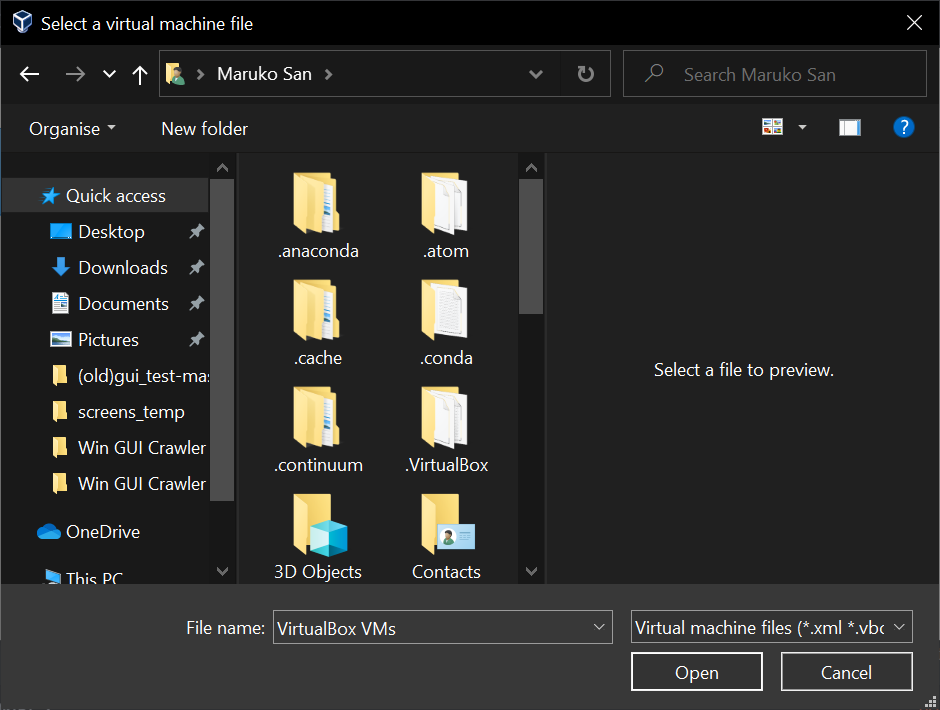 Select a virtual machine file
Maruko San
Search Maruko San
Organise
New folder
?
Quick access
Desktop
Downloads
Documents
Pictures
(old)gui_test-mas
screens_temp
Win GUI Crawler
Win GUI Crawler
OneDrive
This PC
.anaconda
.atom
.cache
.conda
.continuum
.VirtualBox
3D Objects
Contacts
Select a file to preview.
File name:
VirtualBox VMs
Virtual machine files (*.xml *.vbo
Open
Cancel